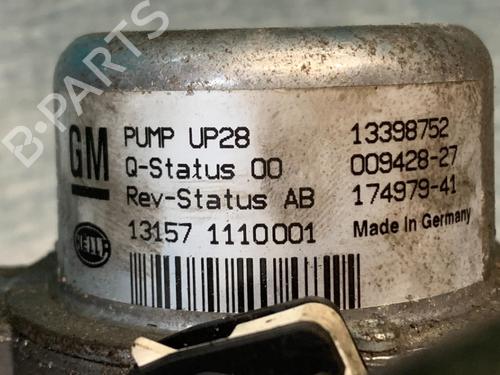 B-PARTS
GM
PUMP UP28 13398752
Q-Status 00 009428-27
Rev-Status AB 174979-41
13157 1110001 Made In Germany
HELLA